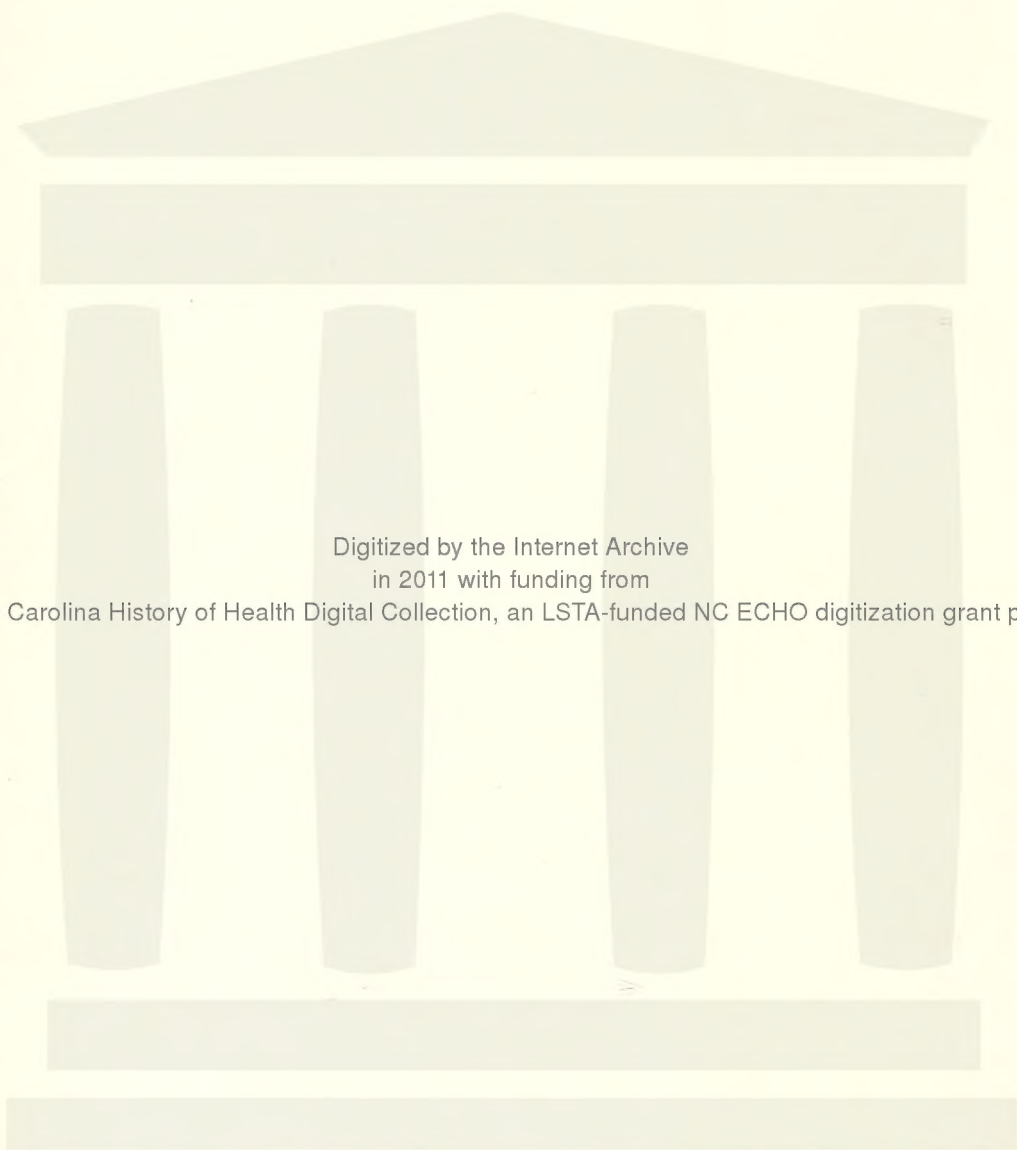 Digitized by the Internet Archive
in 2011 with funding from
Carolina History of Health Digital Collection, an LSTA-funded NC ECHO digitization grant p